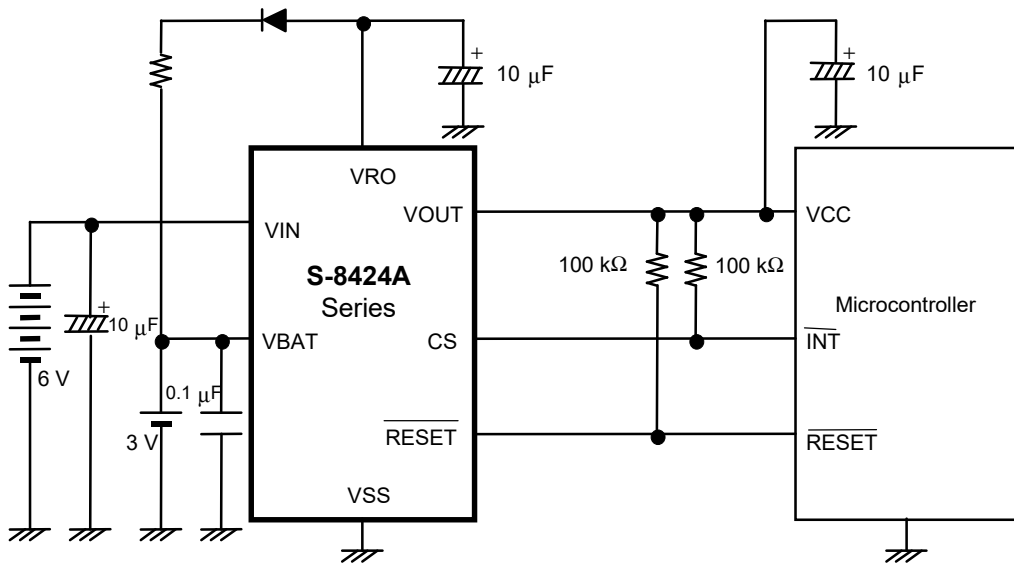 +
10 μF
+
10 μF
VRO
VOUT
VCC
VIN
100 kΩ
100 kΩ
S-8424A
Series
Microcontroller
+
10 μF
VBAT
CS
INT
6 V
0.1 μF
3 V
RESET
RESET
VSS